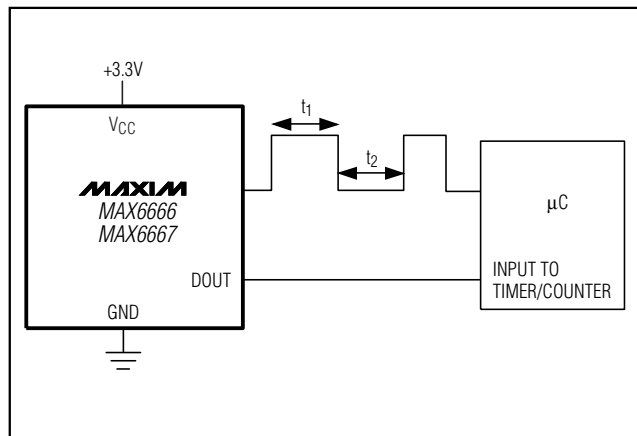 +3.3V
VCC
t1
t2
MAXIM
MAX6666
MAX6667
μC
DOUT
INPUT TO
TIMER/COUNTER
GND